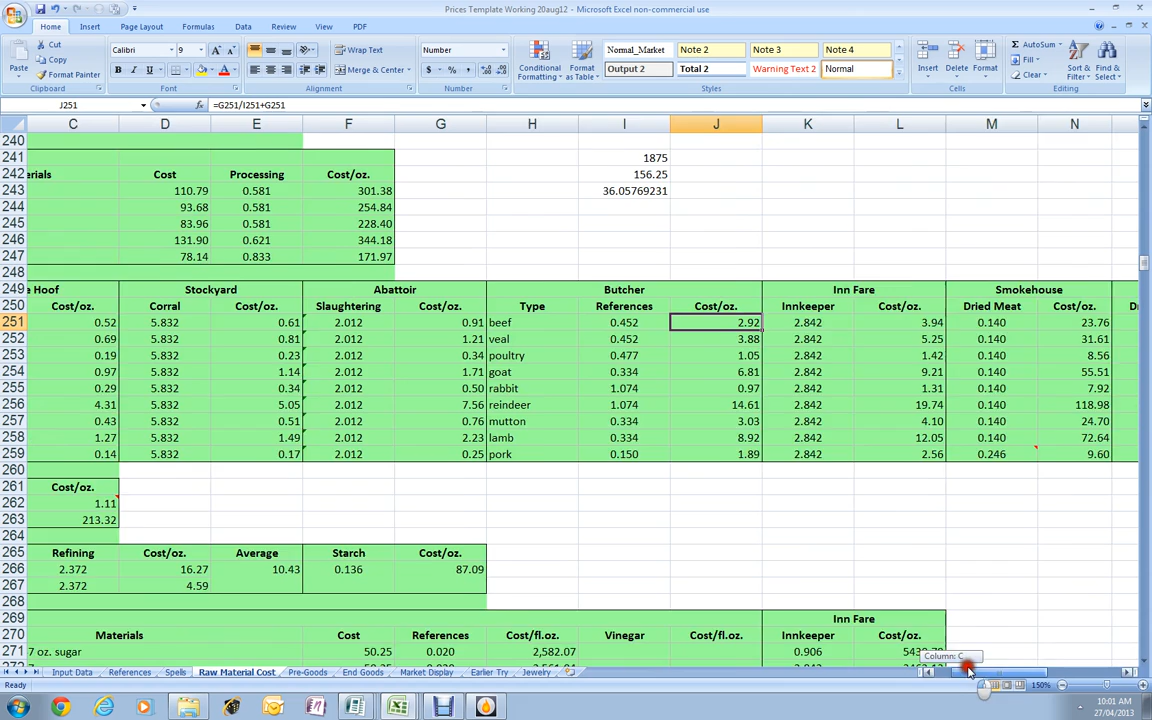 Prices Template Working 20aug12 - Microsoft Excel non-commercial use
Home Insert Page Layout Formulas Data Review View PDF
Cut
Copy
Format Painter
Paste
Clipboard
Calibri 9
Font
Wrap Text
Merge & Center
Alignment
Number
Number
Conditional Formatting
Format as Table
Normal_Market Note 2 Note 3 Note 4
Output 2 Total 2 Warning Text 2 Normal
Styles
Insert Delete Format
Cells
AutoSum
Fill
Clear
Sort & Filter
Find & Select
Editing
J251 =G251/I251+G251
C D E F G H I J K L M N
240
241 1875
242 erials Cost Processing Cost/oz. 156.25
243 110.79 0.581 301.38 36.05769231
244 93.68 0.581 254.84
245 83.96 0.581 228.40
246 131.90 0.621 344.18
247 78.14 0.833 171.97
248
249 e Hoof Stockyard Abattoir Butcher Inn Fare Smokehouse
250 Cost/oz. Corral Cost/oz. Slaughtering Cost/oz. Type References Cost/oz. Innkeeper Cost/oz. Dried Meat Cost/oz.
251 0.52 5.832 0.61 2.012 0.91 beef 0.452 2.92 2.842 3.94 0.140 23.76
252 0.69 5.832 0.81 2.012 1.21 veal 0.452 3.88 2.842 5.25 0.140 31.61
253 0.19 5.832 0.23 2.012 0.34 poultry 0.477 1.05 2.842 1.42 0.140 8.56
254 0.97 5.832 1.14 2.012 1.71 goat 0.334 6.81 2.842 9.21 0.140 55.51
255 0.29 5.832 0.34 2.012 0.50 rabbit 1.074 0.97 2.842 1.31 0.140 7.92
256 4.31 5.832 5.05 2.012 7.56 reindeer 1.074 14.61 2.842 19.74 0.140 118.98
257 0.43 5.832 0.51 2.012 0.76 mutton 0.334 3.03 2.842 4.10 0.140 24.70
258 1.27 5.832 1.49 2.012 2.23 lamb 0.334 8.92 2.842 12.05 0.140 72.64
259 0.14 5.832 0.17 2.012 0.25 pork 0.150 1.89 2.842 2.56 0.246 9.60
260
261 Cost/oz.
262 1.11
263 213.32
264
265 Refining Cost/oz. Average Starch Cost/oz.
266 2.372 16.27 10.43 0.136 87.09
267 2.372 4.59
268
269 Inn Fare
270 Materials Cost References Cost/fl.oz. Vinegar Cost/fl.oz. Innkeeper Cost/oz.
271 7 oz. sugar 50.25 0.020 2,582.07 0.906
Column: C
Input Data References Spells Raw Material Cost Pre-Goods End Goods Market Display Earlier Try Jewelry
Ready 150%
10:01 AM
27/04/2013